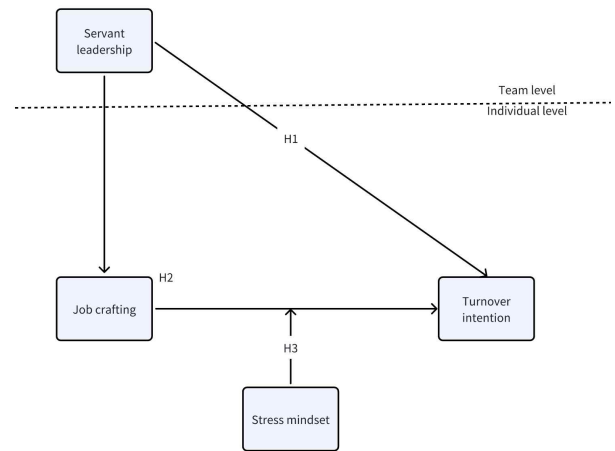 Servant
leadership
Team level
Individual level
H1
H2
Job crafting
Turnover
intention
H3
Stress mindset